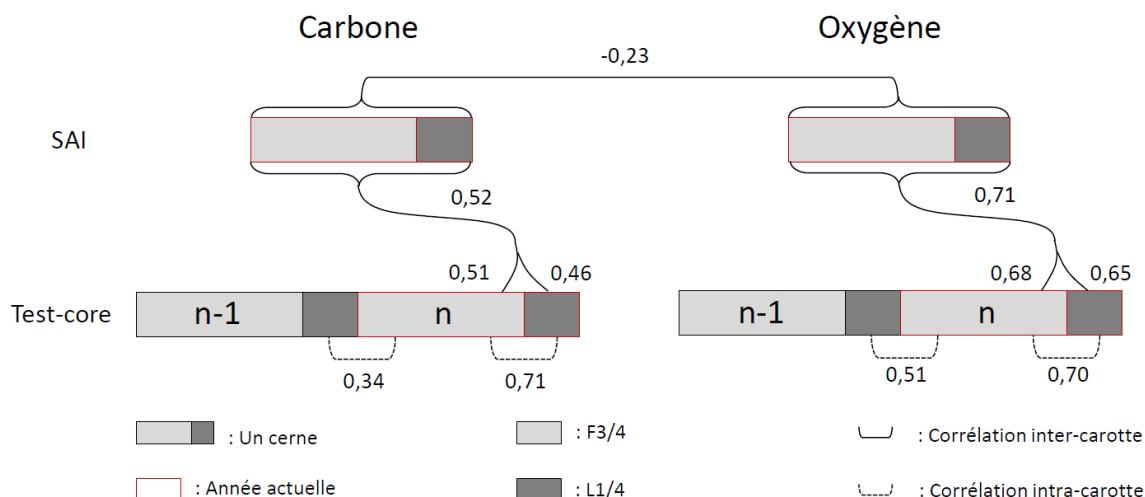 Carbone Oxygène
-0,23
SAI
0,52 0,71
0,51 0,46 0,68 0,65
Test-core n-1 n n-1 n
0,34 0,71 0,51 0,70
: Un cerne : F3/4 : Corrélation inter-carotte
: Année actuelle : L1/4 : Corrélation intra-carotte